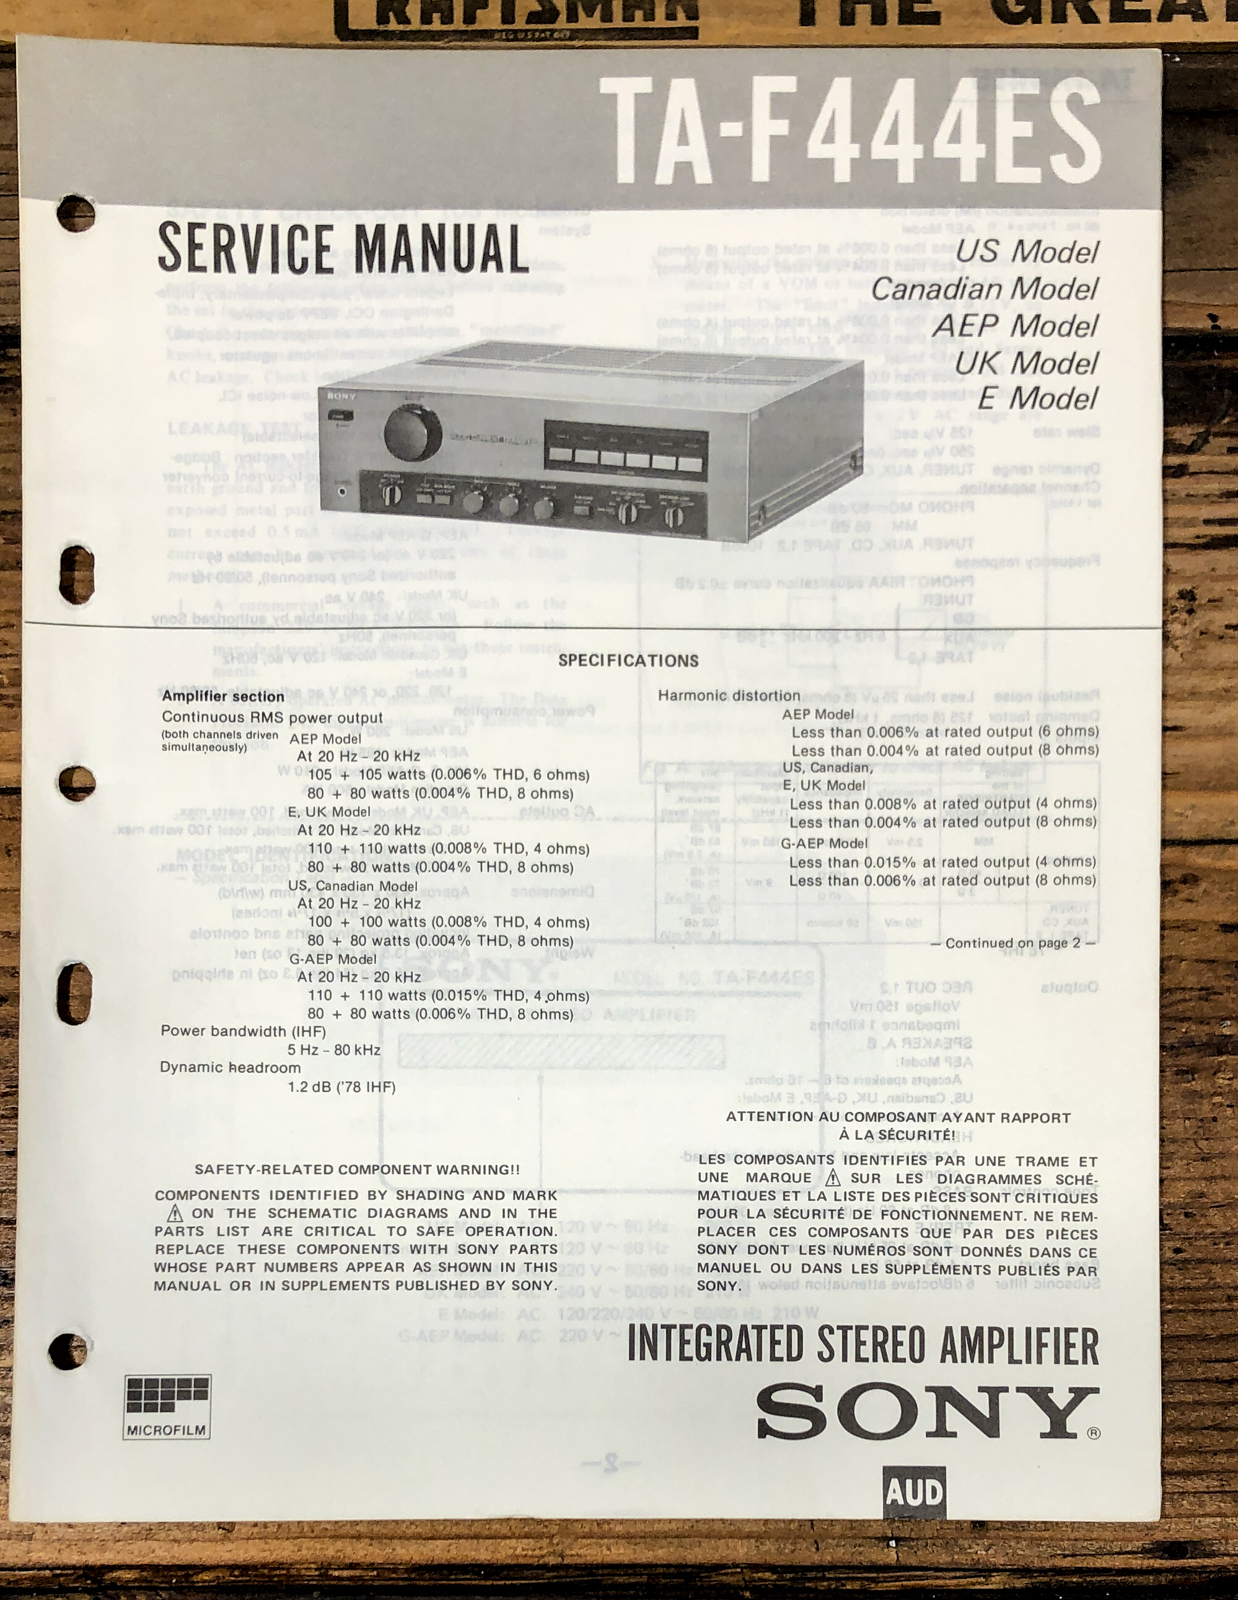 CRAFTSMAN THE GREAT
TA-F444ES
SERVICE MANUAL
US Model
Canadian Model
AEP Model
UK Model
E Model
SONY
SPECIFICATIONS
Amplifier section
Continuous RMS power output
(both channels driven
simultaneously)
AEP Model
At 20 Hz – 20 kHz
105 + 105 watts (0.006% THD, 6 ohms)
80 + 80 watts (0.004% THD, 8 ohms)
E, UK Model
At 20 Hz – 20 kHz
110 + 110 watts (0.008% THD, 4 ohms)
80 + 80 watts (0.004% THD, 8 ohms)
US, Canadian Model
At 20 Hz – 20 kHz
100 + 100 watts (0.008% THD, 4 ohms)
80 + 80 watts (0.004% THD, 8 ohms)
G-AEP Model
At 20 Hz – 20 kHz
110 + 110 watts (0.015% THD, 4 ohms)
80 + 80 watts (0.006% THD, 8 ohms)
Power bandwidth (IHF)
5 Hz – 80 kHz
Dynamic headroom
1.2 dB ('78 IHF)
Harmonic distortion
AEP Model
Less than 0.006% at rated output (6 ohms)
Less than 0.004% at rated output (8 ohms)
US, Canadian,
E, UK Model
Less than 0.008% at rated output (4 ohms)
Less than 0.004% at rated output (8 ohms)
G-AEP Model
Less than 0.015% at rated output (4 ohms)
Less than 0.006% at rated output (8 ohms)
— Continued on page 2 —
SAFETY-RELATED COMPONENT WARNING!!
COMPONENTS IDENTIFIED BY SHADING AND MARK
⚠ ON THE SCHEMATIC DIAGRAMS AND IN THE
PARTS LIST ARE CRITICAL TO SAFE OPERATION.
REPLACE THESE COMPONENTS WITH SONY PARTS
WHOSE PART NUMBERS APPEAR AS SHOWN IN THIS
MANUAL OR IN SUPPLEMENTS PUBLISHED BY SONY.
ATTENTION AU COMPOSANT AYANT RAPPORT
À LA SÉCURITÉ!
LES COMPOSANTS IDENTIFIÉS PAR UNE TRAME ET
UNE MARQUE ⚠ SUR LES DIAGRAMMES SCHÉ-
MATIQUES ET LA LISTE DES PIÈCES SONT CRITIQUES
POUR LA SÉCURITÉ DE FONCTIONNEMENT. NE REM-
PLACER CES COMPOSANTS QUE PAR DES PIÈCES
SONY DONT LES NUMÉROS SONT DONNÉS DANS CE
MANUEL OU DANS LES SUPPLÉMENTS PUBLIÉS PAR
SONY.
INTEGRATED STEREO AMPLIFIER
SONY®
MICROFILM
AUD